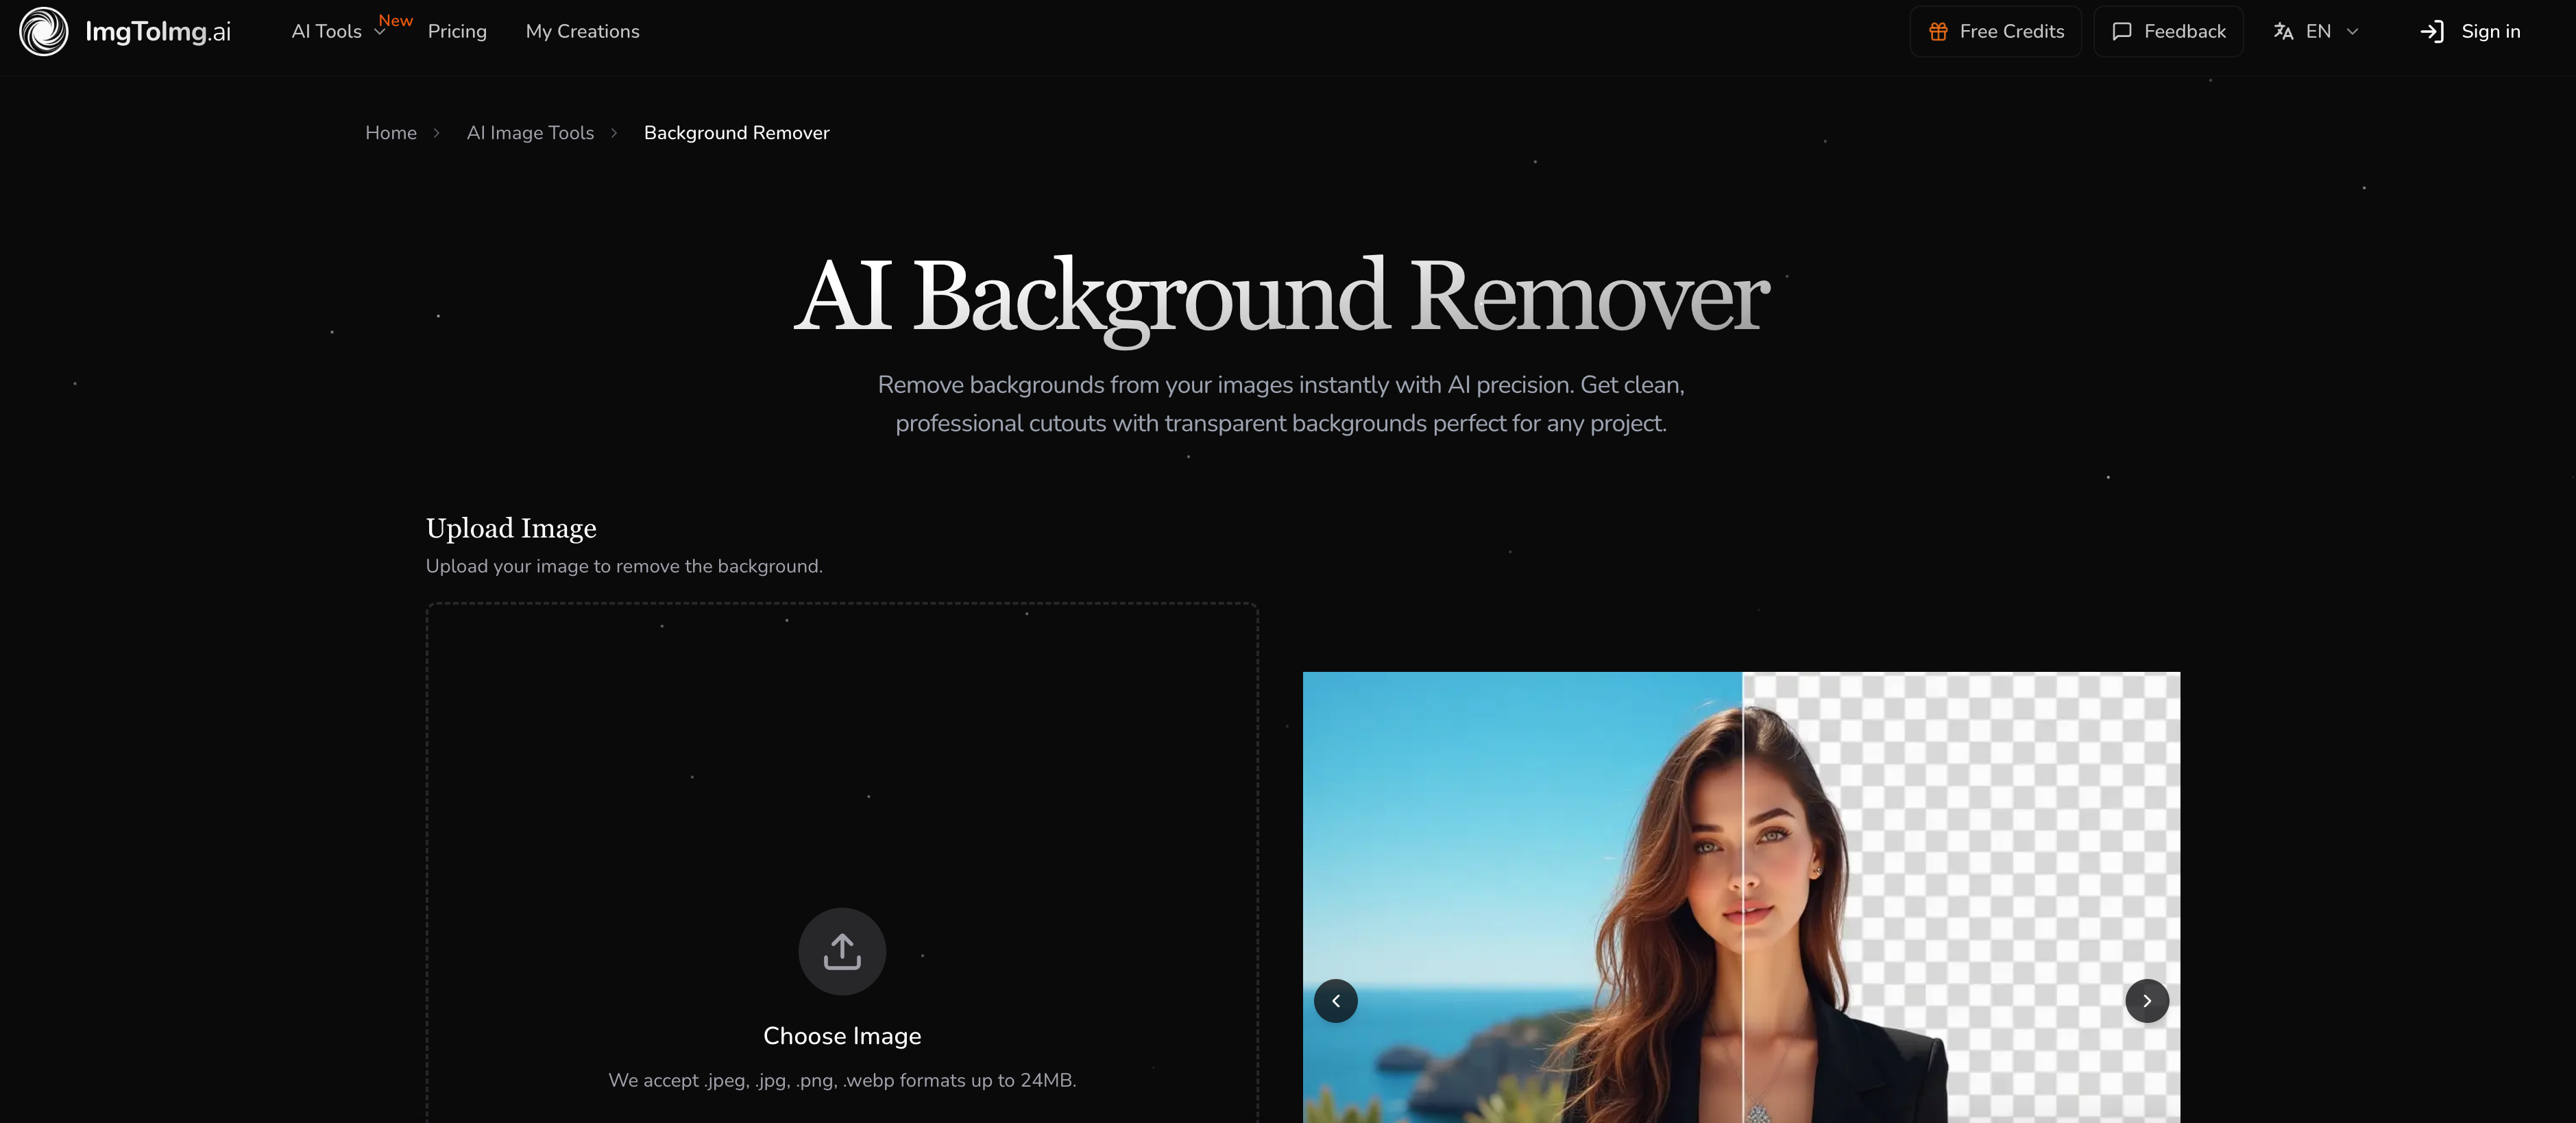 ImgToImg.ai
AI Tools
New
Pricing
My Creations
Free Credits
Feedback
EN
Sign in
Home
AI Image Tools
Background Remover
AI Background Remover
Remove backgrounds from your images instantly with AI precision. Get clean,
professional cutouts with transparent backgrounds perfect for any project.
Upload Image
Upload your image to remove the background.
Choose Image
We accept .jpeg, .jpg, .png, .webp formats up to 24MB.